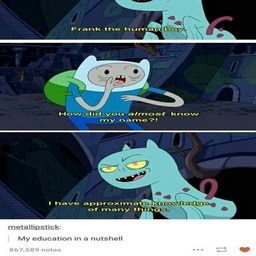 Frank the human boy.
How did you almost know
my name?!
I have approximate knowledge
of many things.
metallipstick:
My education in a nutshell
867,589 notes